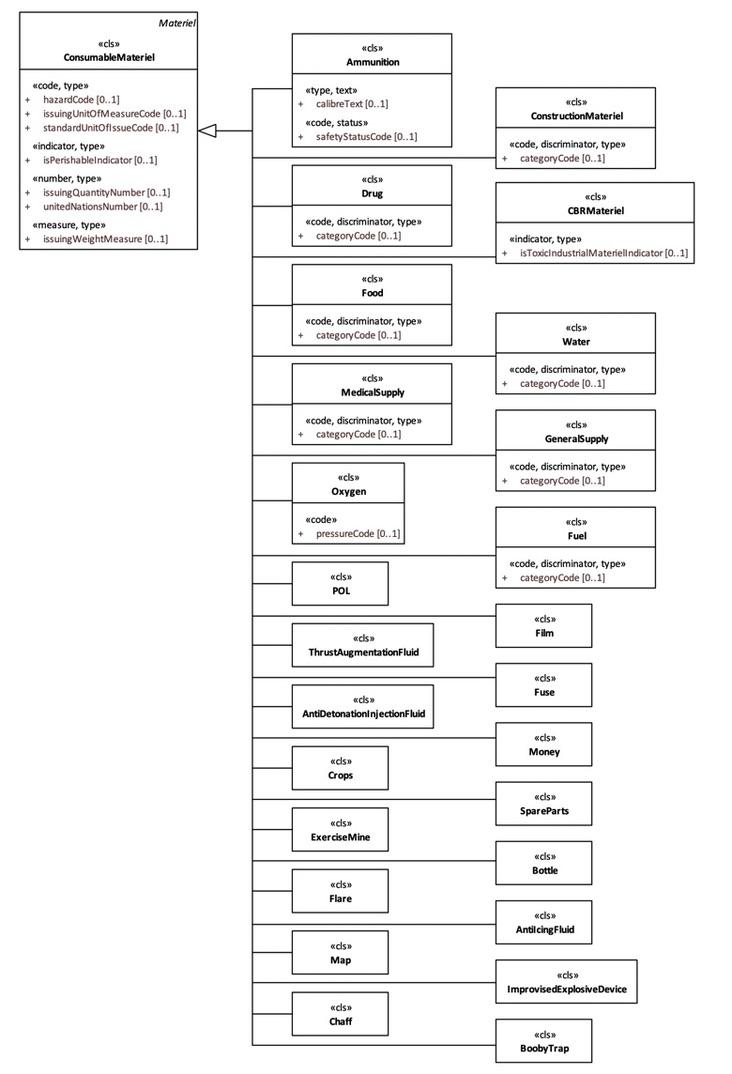 Materiel
«cls»
ConsumableMateriel
«code, type»
+ hazardCode [0..1]
+ issuingUnitOfMeasureCode [0..1]
+ standardUnitOfIssueCode [0..1]
«indicator, type»
+ isPerishableIndicator [0..1]
«number, type»
+ issuingQuantityNumber [0..1]
+ unitedNationsNumber [0..1]
«measure, type»
+ issuingWeightMeasure [0..1]
«cls»
Ammunition
«type, text»
+ calibreText [0..1]
«code, status»
+ safetyStatusCode [0..1]
«cls»
ConstructionMateriel
«code, discriminator, type»
+ categoryCode [0..1]
«cls»
Drug
«code, discriminator, type»
+ categoryCode [0..1]
«cls»
CBRMateriel
«indicator, type»
+ isToxicIndustrialMaterielIndicator [0..1]
«cls»
Food
«code, discriminator, type»
+ categoryCode [0..1]
«cls»
Water
«code, discriminator, type»
+ categoryCode [0..1]
«cls»
MedicalSupply
«code, discriminator, type»
+ categoryCode [0..1]
«cls»
GeneralSupply
«code, discriminator, type»
+ categoryCode [0..1]
«cls»
Oxygen
«code»
+ pressureCode [0..1]
«cls»
Fuel
«code, discriminator, type»
+ categoryCode [0..1]
«cls»
POL
«cls»
Film
«cls»
ThrustAugmentationFluid
«cls»
Fuse
«cls»
AntiDetonationInjectionFluid
«cls»
Money
«cls»
Crops
«cls»
SpareParts
«cls»
ExerciseMine
«cls»
Bottle
«cls»
Flare
«cls»
AntiIcingFluid
«cls»
Map
«cls»
ImprovisedExplosiveDevice
«cls»
Chaff
«cls»
BoobyTrap